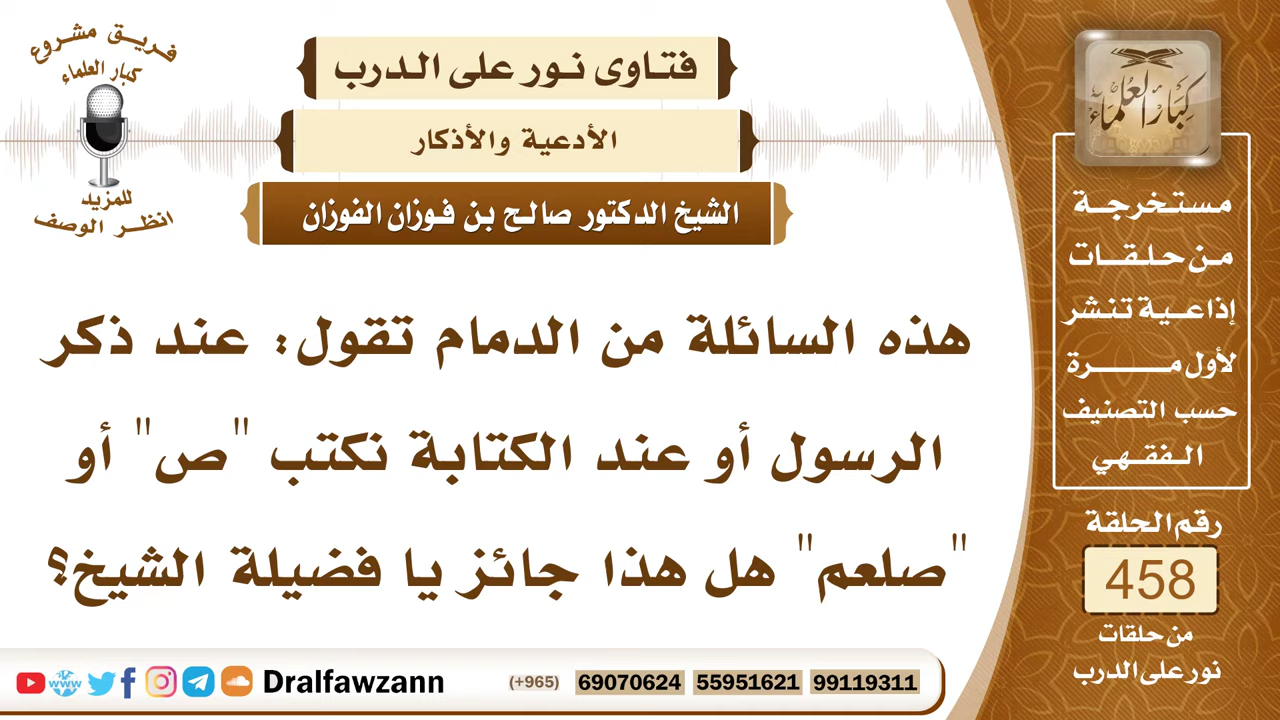 فريق مشروع
كبار العلماء
للمزيد
انظر الوصف
فتاوى نور على الدرب
الأدعية والأذكار
الشيخ الدكتور صالح بن فوزان الفوزان
هذه السائلة من الدمام تقول: عند ذكر
الرسول أو عند الكتابة نكتب "ص" أو
"صلعم" هل هذا جائز يا فضيلة الشيخ؟
كبار العلماء
مستخرجة
من حلقات
إذاعية تنشر
لأول مرة
حسب التصنيف
الفقهي
رقم الحلقة
458
من حلقات
نور على الدرب
www
Dralfawzann
(+965) 69070624 55951621 99119311